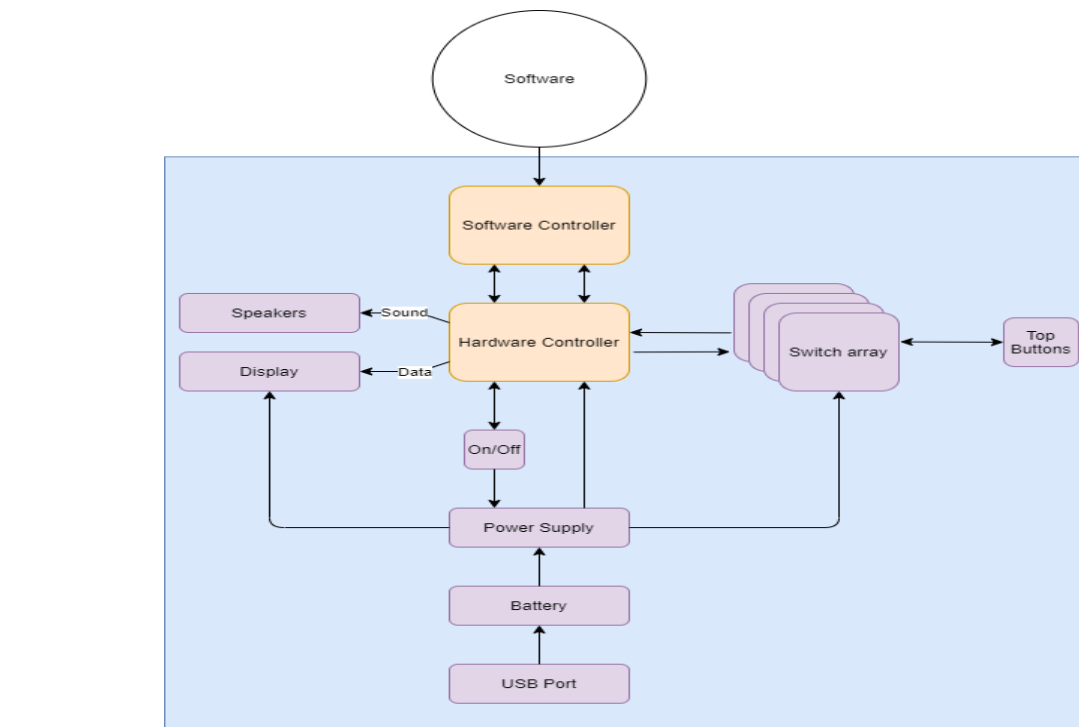 Software
Software Controller
Speakers
Sound
Hardware Controller
Display
Data
Switch array
Top
Buttons
On/Off
Power Supply
Battery
USB Port